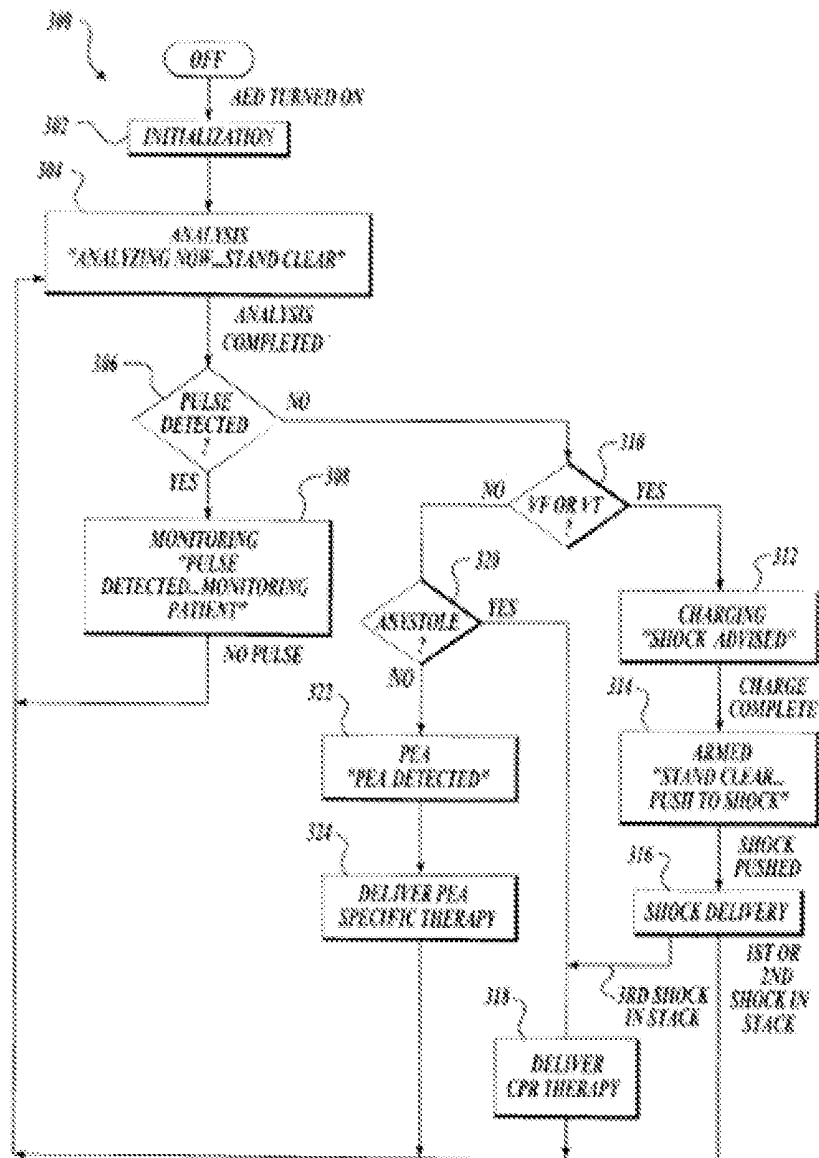 300
OFF
AED TURNED ON
302
INITIALIZATION
304
ANALYSIS
"ANALYZING NOW...STAND CLEAR"
ANALYSIS
COMPLETED
306
PULSE
DETECTED
?
NO
YES
308
MONITORING
"PULSE
DETECTED...MONITORING
PATIENT"
NO PULSE
310
VF OR VT
?
NO
YES
320
ANYSTOLE
?
YES
NO
312
CHARGING
"SHOCK ADVISED"
CHARGE
COMPLETE
314
ARMED
"STAND CLEAR...
PUSH TO SHOCK"
SHOCK
PUSHED
316
SHOCK DELIVERY
322
PEA
"PEA DETECTED"
324
DELIVER PEA
SPECIFIC THERAPY
1ST OR
2ND
SHOCK IN
STACK
3RD SHOCK
IN STACK
318
DELIVER
CPR THERAPY